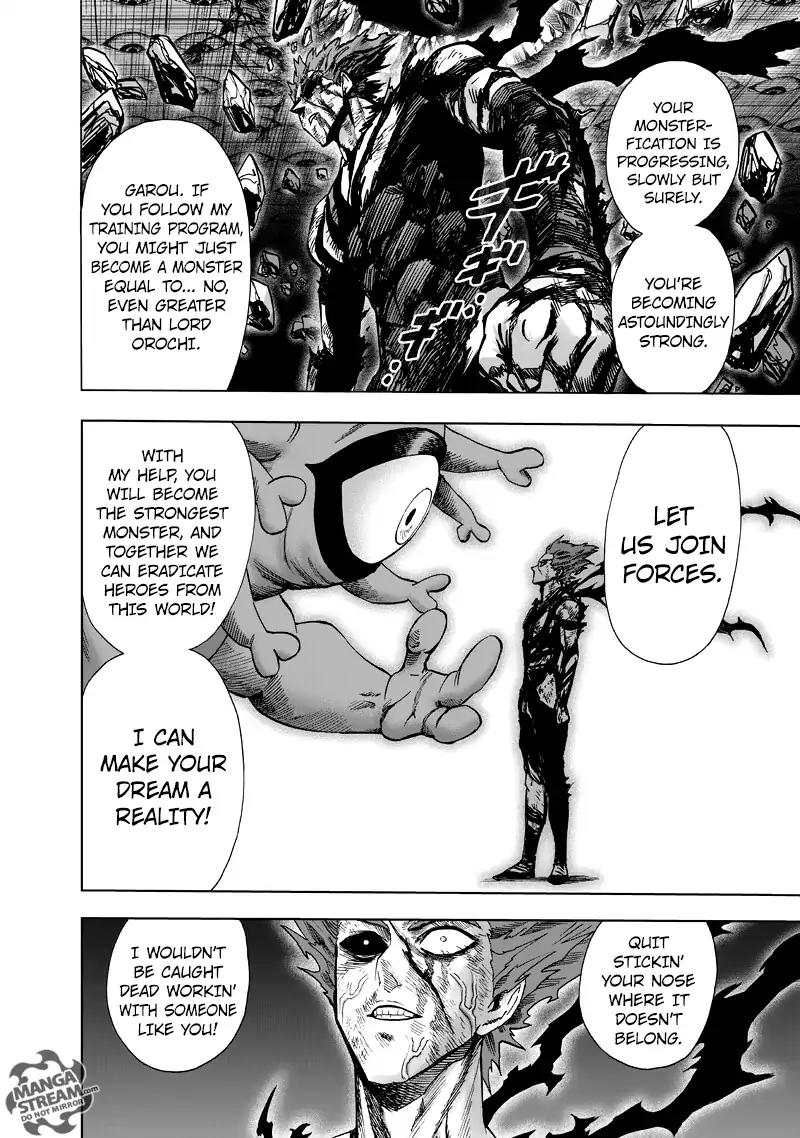 YOUR
MONSTER-
FICATION IS
PROGRESSING,
SLOWLY BUT
SURELY.
YOU'RE
BECOMING
ASTOUNDINGLY
STRONG.
ギギギ…
GAROU. IF
YOU FOLLOW MY
TRAINING PROGRAM,
YOU MIGHT JUST
BECOME A MONSTER
EQUAL TO... NO,
EVEN GREATER
THAN LORD
OROCHI.
LET
US JOIN
FORCES.
WITH
MY HELP, YOU
WILL BECOME
THE STRONGEST
MONSTER, AND
TOGETHER WE
CAN ERADICATE
HEROES FROM
THIS WORLD!
I CAN
MAKE YOUR
DREAM A
REALITY!
QUIT
STICKIN'
YOUR NOSE
WHERE IT
DOESN'T
BELONG.
I WOULDN'T
BE CAUGHT
DEAD WORKIN'
WITH SOMEONE
LIKE YOU!
MANGA
STREAM.COM
DO NOT MIRROR